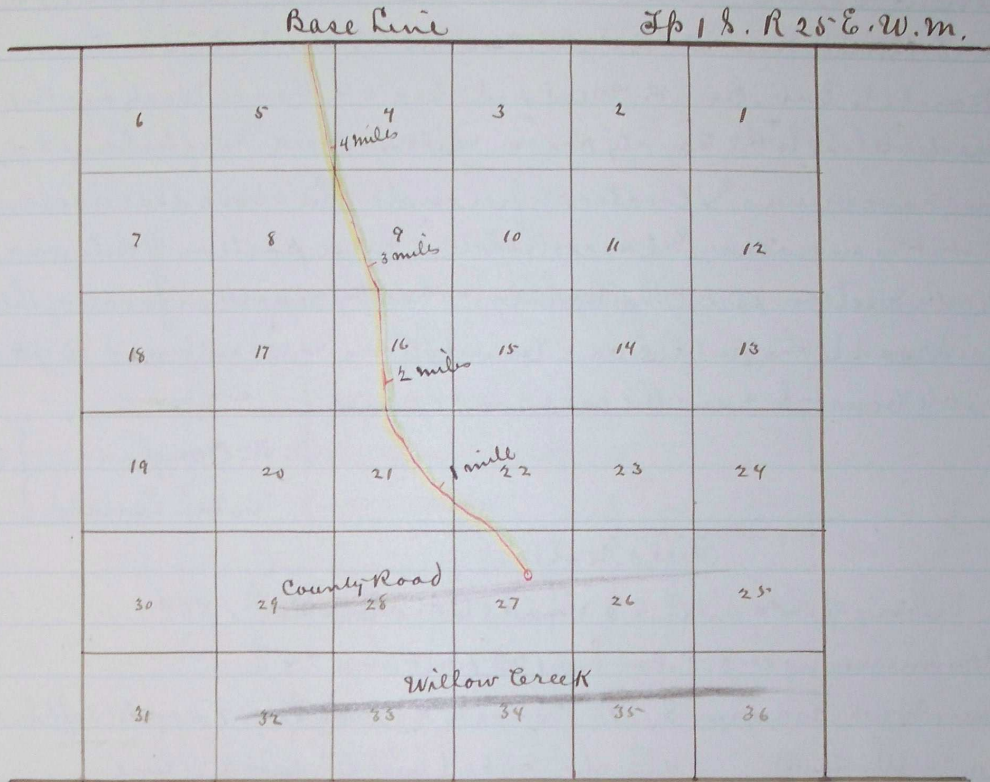 Base Line Tp 1 S. R 25 E. W. M.
6 5 4 3 2 1
4 miles
7 8 9 10 11 12
3 miles
18 17 16 15 14 13
2 miles
19 20 21 22 23 24
1 mile
County Road
30 29 28 27 26 25
Willow Creek
31 32 33 34 35 36